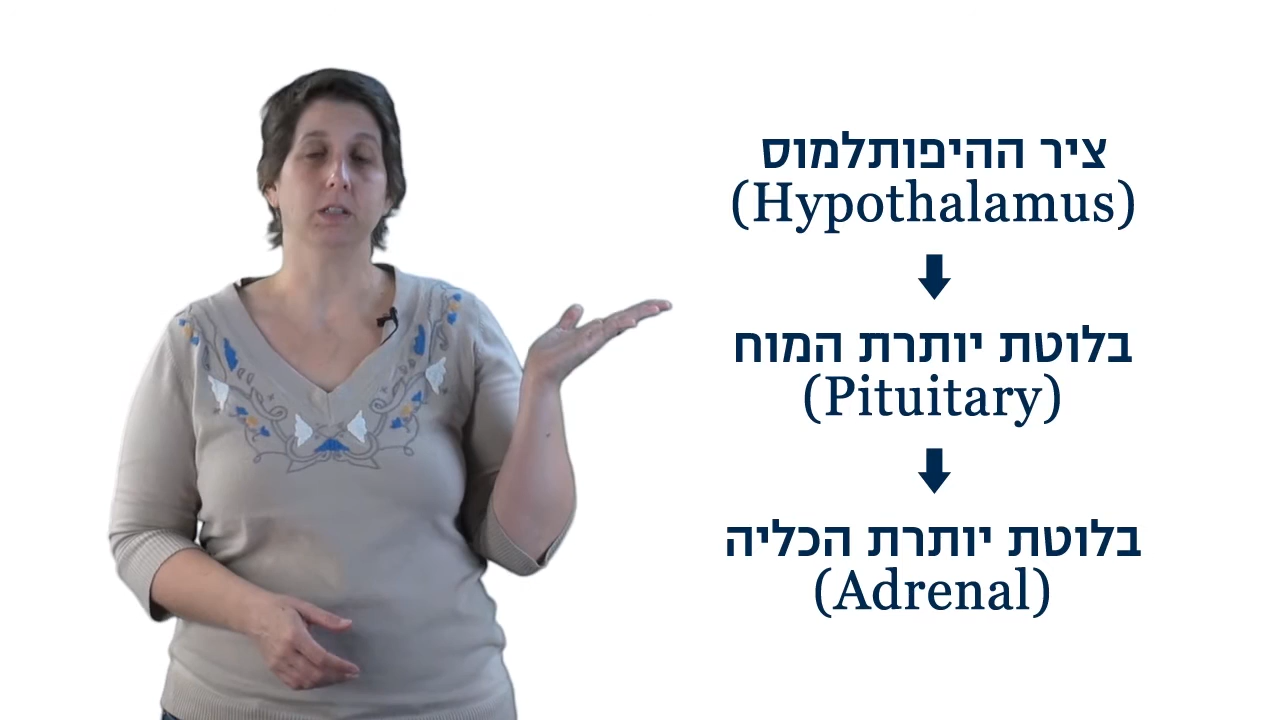 ציר ההיפותלמוס
(Hypothalamus)
בלוטת יותרת המוח
(Pituitary)
בלוטת יותרת הכליה
(Adrenal)